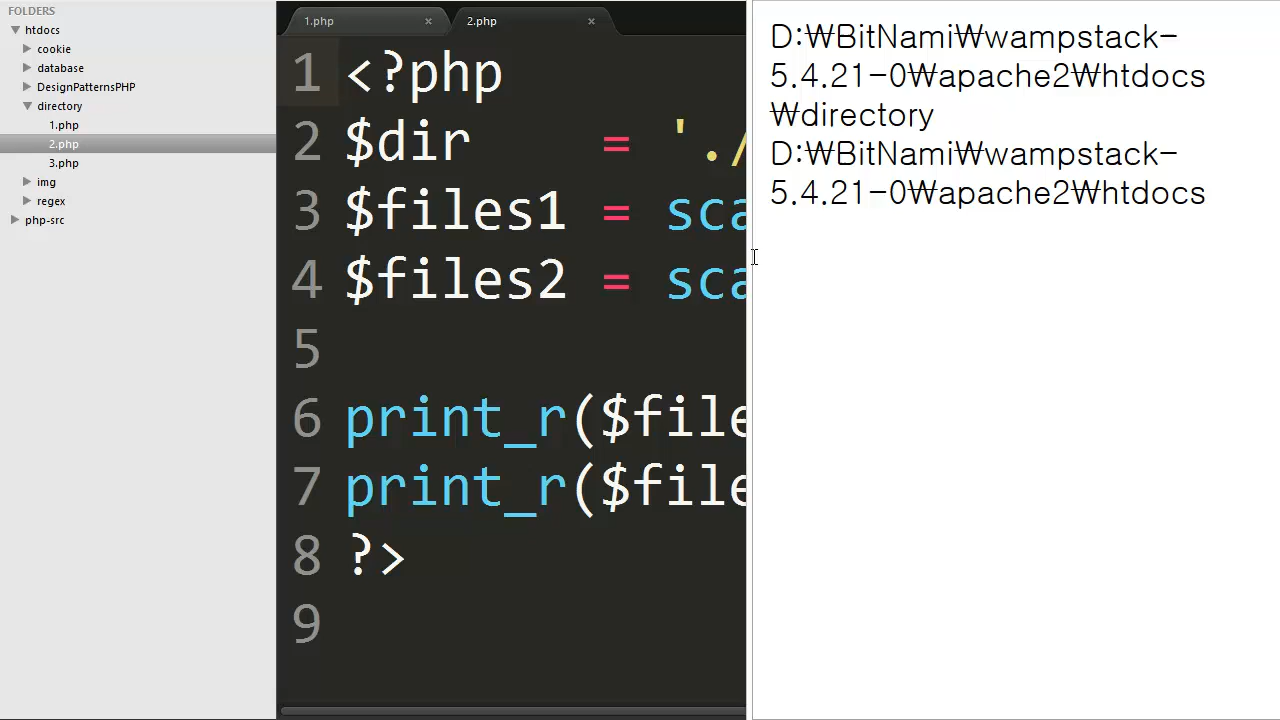 FOLDERS
htdocs
cookie
database
DesignPatternsPHP
directory
1.php
2.php
3.php
img
regex
php-src
1.php ×
2.php ×
1 <?php
2 $dir = './
3 $files1 = sca
4 $files2 = sca
5
6 print_r($file
7 print_r($file
8 ?>
9
D:₩BitNami₩wampstack-
5.4.21-0₩apache2₩htdocs
₩directory
D:₩BitNami₩wampstack-
5.4.21-0₩apache2₩htdocs